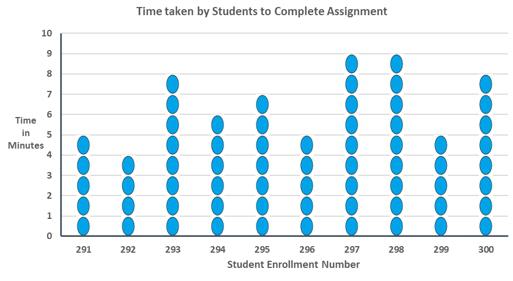 Time taken by Students to Complete Assignment
10
9
8
7
6
5
4
3
2
1
0
Time
in
Minutes
291 292 293 294 295 296 297 298 299 300
Student Enrollment Number